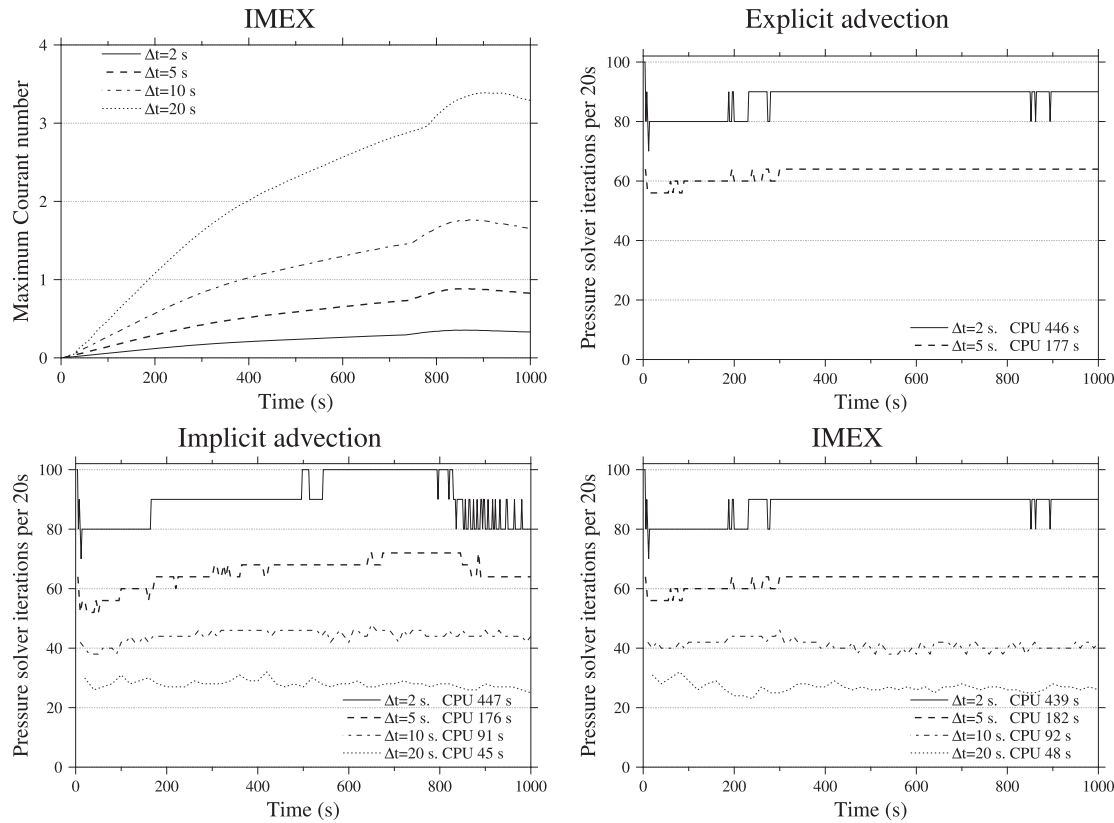 IMEX
4
3
2
1
0
Maximum Courant number
Δt=2 s
Δt=5 s
Δt=10 s
Δt=20 s
0 200 400 600 800 1000
Time (s)
Explicit advection
100
80
60
40
20
0
Pressure solver iterations per 20s
Δt=2 s. CPU 446 s
Δt=5 s. CPU 177 s
0 200 400 600 800 1000
Time (s)
Implicit advection
100
80
60
40
20
0
Pressure solver iterations per 20s
Δt=2 s. CPU 447 s
Δt=5 s. CPU 176 s
Δt=10 s. CPU 91 s
Δt=20 s. CPU 45 s
0 200 400 600 800 1000
Time (s)
IMEX
100
80
60
40
20
0
Pressure solver iterations per 20s
Δt=2 s. CPU 439 s
Δt=5 s. CPU 182 s
Δt=10 s. CPU 92 s
Δt=20 s. CPU 48 s
0 200 400 600 800 1000
Time (s)